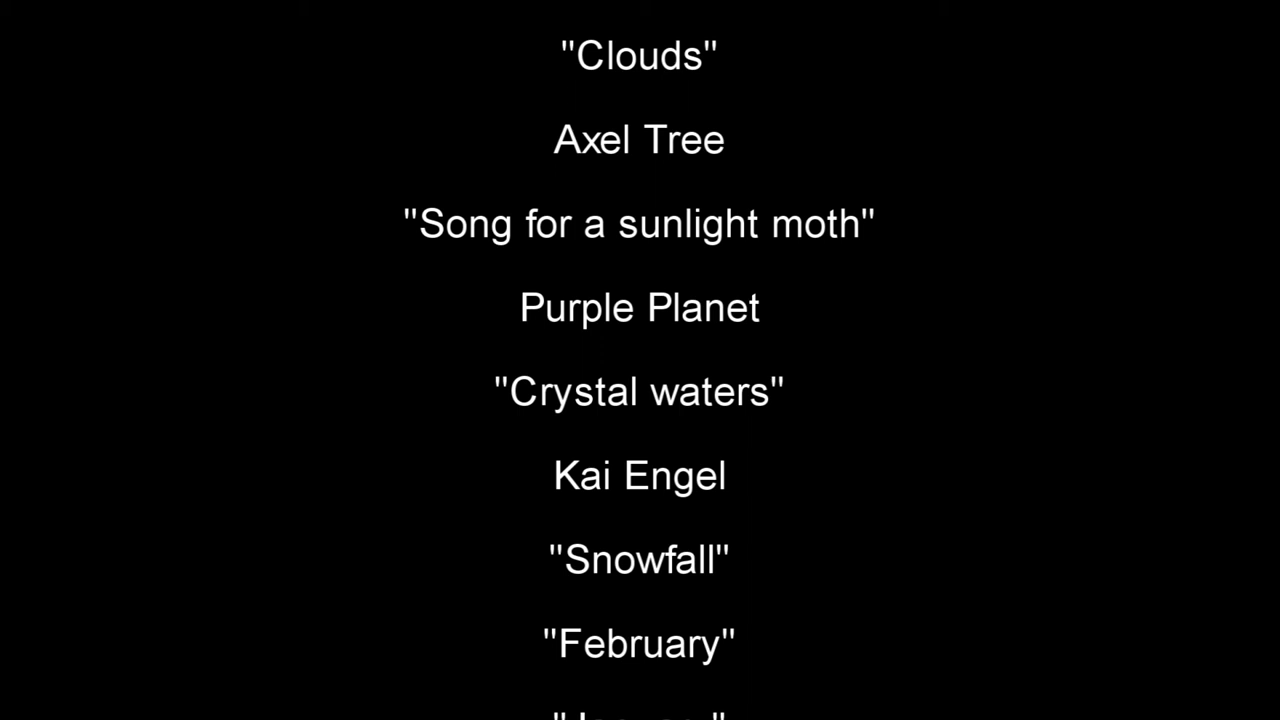 "Clouds"
Axel Tree
"Song for a sunlight moth"
Purple Planet
"Crystal waters"
Kai Engel
"Snowfall"
"February"